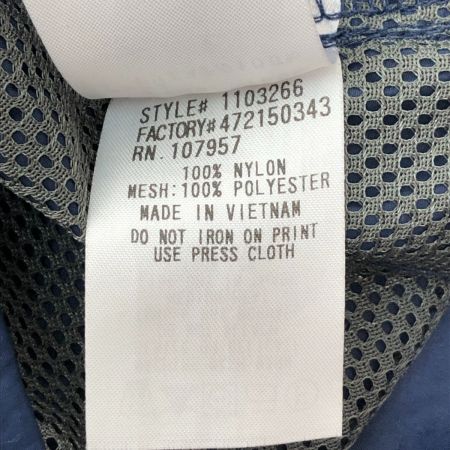 STYLE# 1103266
FACTORY#472150343
RN. 107957
100% NYLON
MESH:100% POLYESTER
MADE IN VIETNAM
DO NOT IRON ON PRINT
USE PRESS CLOTH